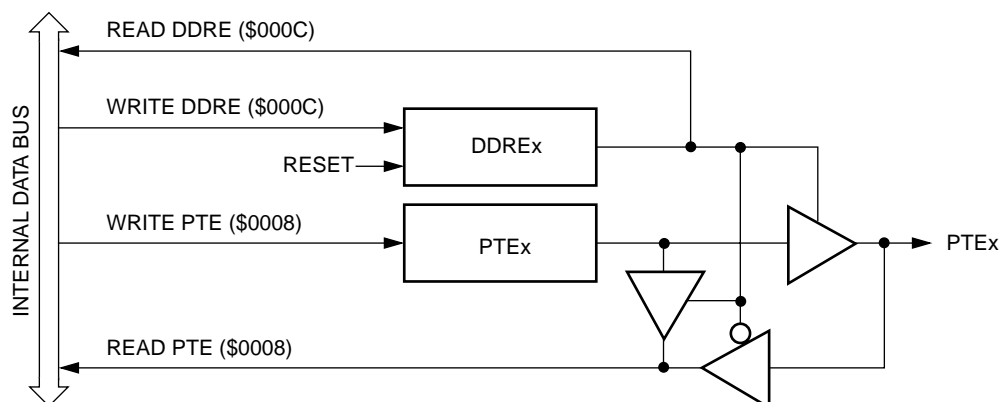 READ DDRE ($000C)
WRITE DDRE ($000C)
DDREx
RESET
WRITE PTE ($0008)
PTEx
PTEx
READ PTE ($0008)
INTERNAL DATA BUS